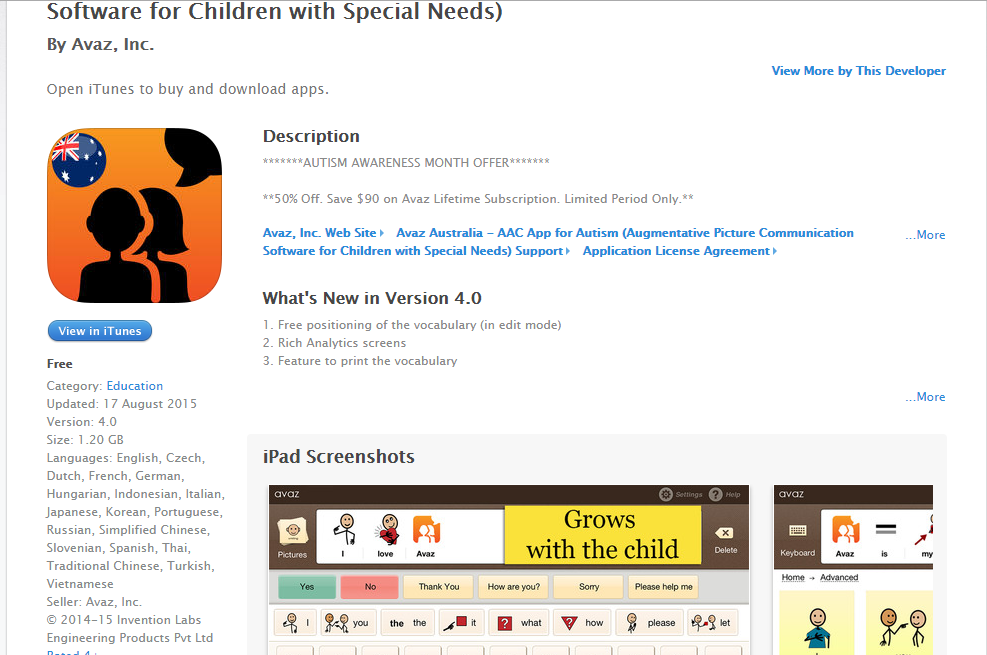 Software for Children with Special Needs)
By Avaz, Inc.
View More by This Developer
Open iTunes to buy and download apps.
Description
*******AUTISM AWARENESS MONTH OFFER*******
**50% Off. Save $90 on Avaz Lifetime Subscription. Limited Period Only.**
Avaz, Inc. Web Site Avaz Australia - AAC App for Autism (Augmentative Picture Communication
Software for Children with Special Needs) Support Application License Agreement
...More
What's New in Version 4.0
1. Free positioning of the vocabulary (in edit mode)
2. Rich Analytics screens
3. Feature to print the vocabulary
...More
View in iTunes
Free
Category: Education
Updated: 17 August 2015
Version: 4.0
Size: 1.20 GB
Languages: English, Czech,
Dutch, French, German,
Hungarian, Indonesian, Italian,
Japanese, Korean, Portuguese,
Russian, Simplified Chinese,
Slovenian, Spanish, Thai,
Traditional Chinese, Turkish,
Vietnamese
Seller: Avaz, Inc.
© 2014-15 Invention Labs
Engineering Products Pvt Ltd
Rated 4+
iPad Screenshots
avaz
Settings
Help
Pictures
I
love
Avaz
Grows
with the child
Delete
Yes
No
Thank You
How are you?
Sorry
Please help me
I
you
the the
it
what
how
please
let
avaz
Keyboard
Avaz
is
my
Home → Advanced